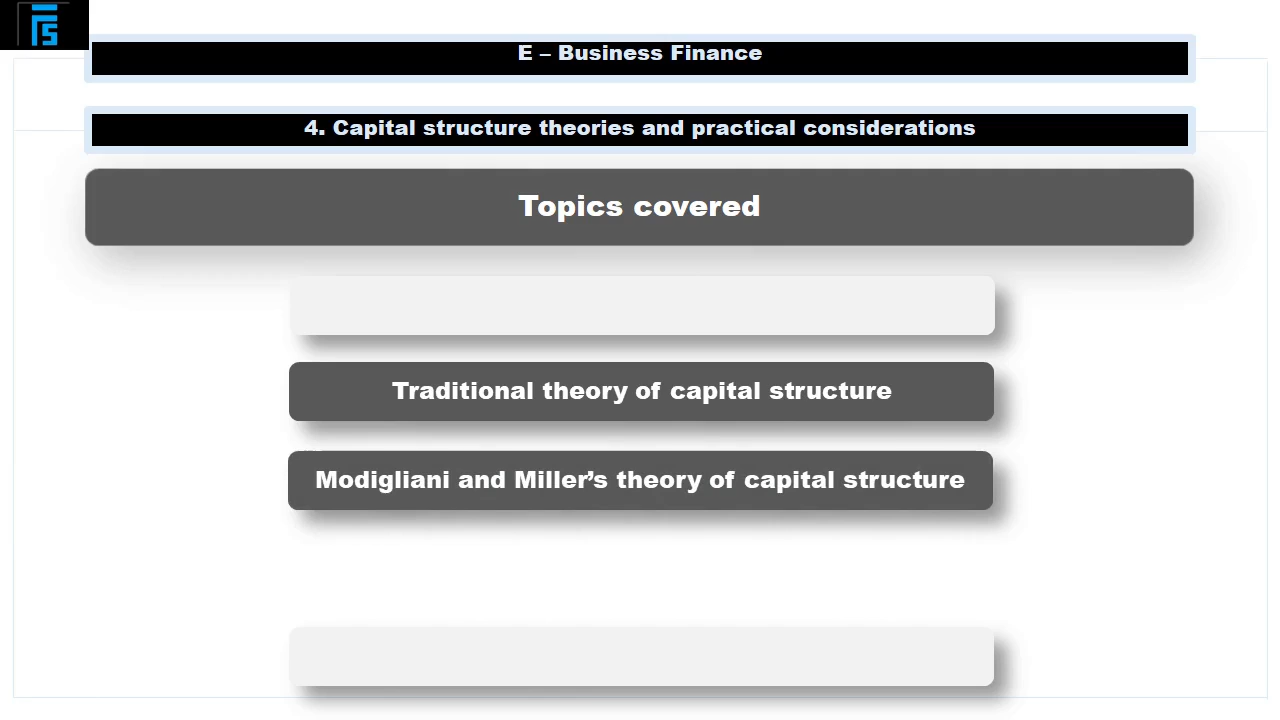 E – Business Finance
4. Capital structure theories and practical considerations
Topics covered
Traditional theory of capital structure
Modigliani and Miller’s theory of capital structure